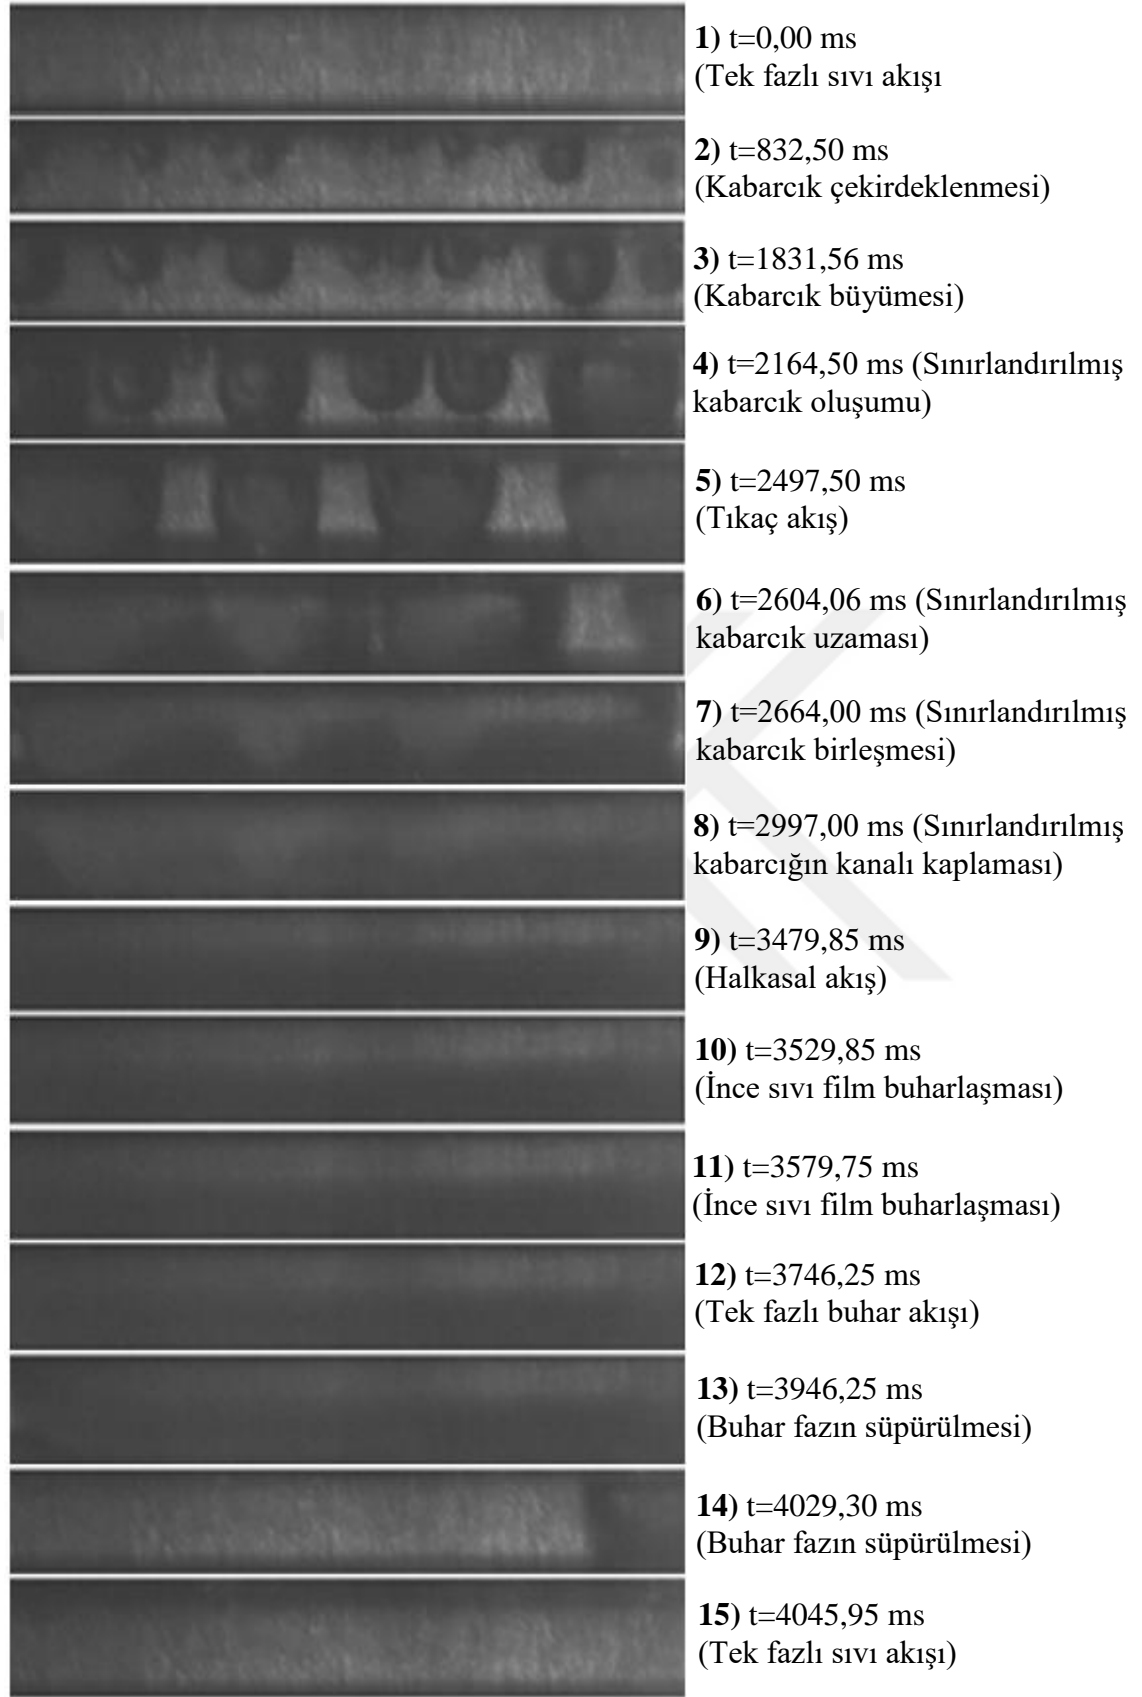 1) t=0,00 ms
(Tek fazlı sıvı akışı
2) t=832,50 ms
(Kabarcık çekirdeklenmesi)
3) t=1831,56 ms
(Kabarcık büyümesi)
4) t=2164,50 ms (Sınırlandırılmış
kabarcık oluşumu)
5) t=2497,50 ms
(Tıkaç akış)
6) t=2604,06 ms (Sınırlandırılmış
kabarcık uzaması)
7) t=2664,00 ms (Sınırlandırılmış
kabarcık birleşmesi)
8) t=2997,00 ms (Sınırlandırılmış
kabarcığın kanalı kaplaması)
9) t=3479,85 ms
(Halkasal akış)
10) t=3529,85 ms
(İnce sıvı film buharlaşması)
11) t=3579,75 ms
(İnce sıvı film buharlaşması)
12) t=3746,25 ms
(Tek fazlı buhar akışı)
13) t=3946,25 ms
(Buhar fazın süpürülmesi)
14) t=4029,30 ms
(Buhar fazın süpürülmesi)
15) t=4045,95 ms
(Tek fazlı sıvı akışı)